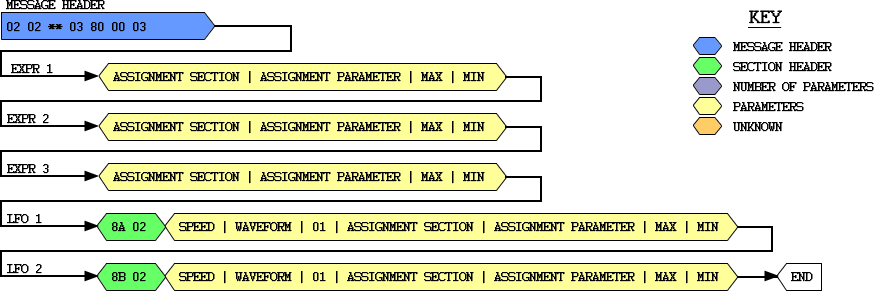 MESSAGE HEADER
02 02 ** 03 80 00 03
EXPR 1
ASSIGNMENT SECTION | ASSIGNMENT PARAMETER | MAX | MIN
EXPR 2
ASSIGNMENT SECTION | ASSIGNMENT PARAMETER | MAX | MIN
EXPR 3
ASSIGNMENT SECTION | ASSIGNMENT PARAMETER | MAX | MIN
LFO 1
8A 02
SPEED | WAVEFORM | 01 | ASSIGNMENT SECTION | ASSIGNMENT PARAMETER | MAX | MIN
LFO 2
8B 02
SPEED | WAVEFORM | 01 | ASSIGNMENT SECTION | ASSIGNMENT PARAMETER | MAX | MIN
END
KEY
MESSAGE HEADER
SECTION HEADER
NUMBER OF PARAMETERS
PARAMETERS
UNKNOWN